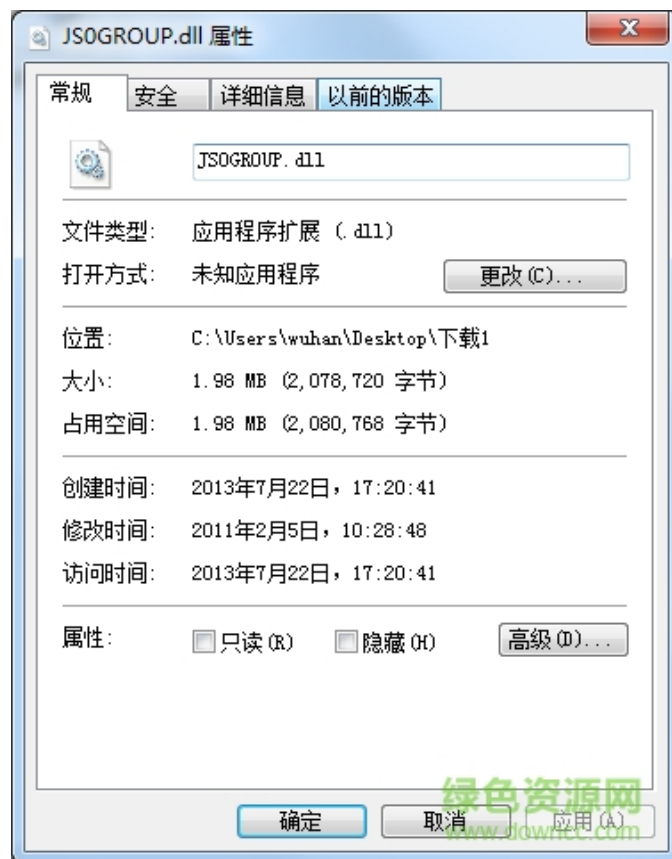 JS0GROUP.dll 属性
常规 安全 详细信息 以前的版本
JS0GROUP.dll
文件类型: 应用程序扩展 (.dll)
打开方式: 未知应用程序 更改(C)...
位置: C:\Users\wuhan\Desktop\下载1
大小: 1.98 MB (2,078,720 字节)
占用空间: 1.98 MB (2,080,768 字节)
创建时间: 2013年7月22日，17:20:41
修改时间: 2011年2月5日，10:28:48
访问时间: 2013年7月22日，17:20:41
属性: 只读(R) 隐藏(H) 高级(D)...
绿色资源网
确定 取消 应用(A)
www.downcc.com